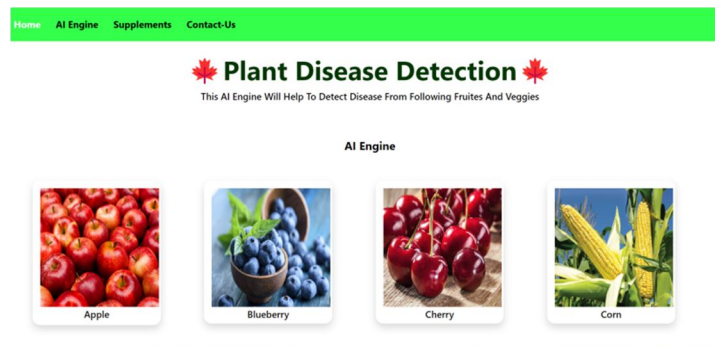 Home AI Engine Supplements Contact-Us
Plant Disease Detection
This AI Engine Will Help To Detect Disease From Following Fruites And Veggies
AI Engine
Apple Blueberry Cherry Corn